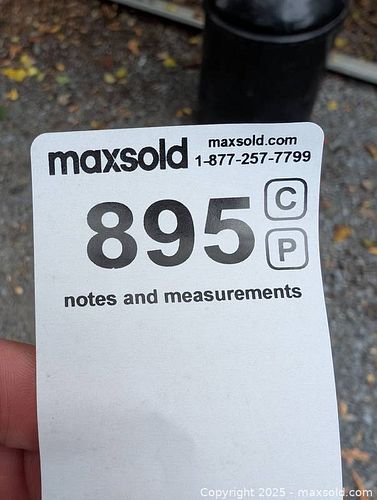 maxsold
maxsold.com
1-877-257-7799
895
C
P
notes and measurements
Copyright © 2025 - maxsold.com